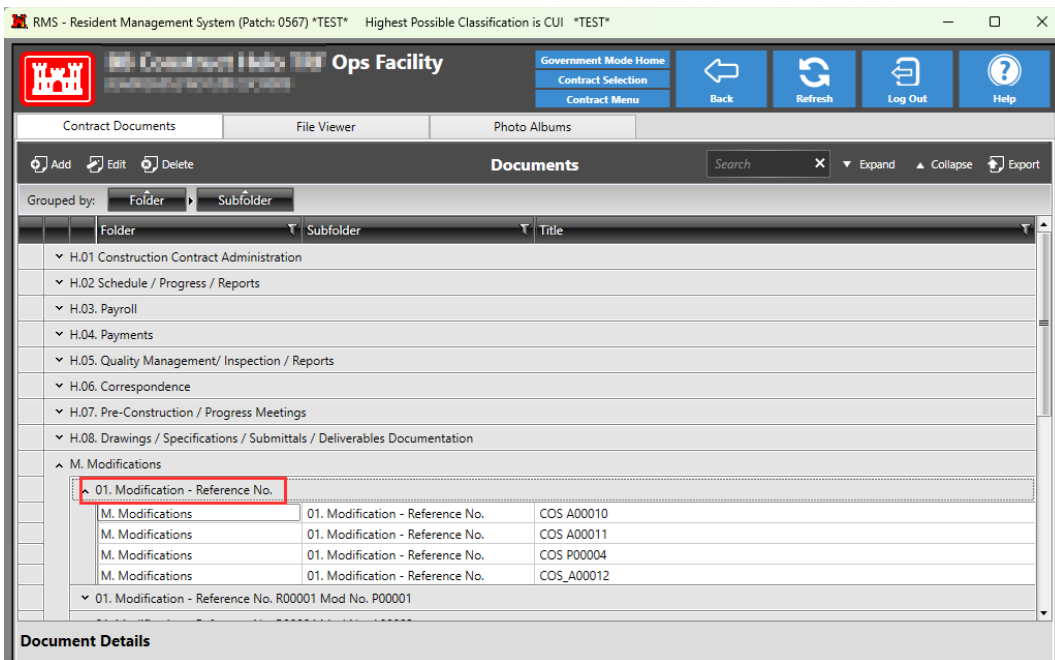 RMS - Resident Management System (Patch: 0567) *TEST* Highest Possible Classification is CUI *TEST*
Ops Facility
Government Mode Home
Contract Selection
Contract Menu
Back
Refresh
Log Out
Help
Contract Documents File Viewer Photo Albums
Add Edit Delete Documents Search Expand Collapse Export
Grouped by: Folder Subfolder
Folder Subfolder Title
H.01 Construction Contract Administration
H.02 Schedule / Progress / Reports
H.03. Payroll
H.04. Payments
H.05. Quality Management/ Inspection / Reports
H.06. Correspondence
H.07. Pre-Construction / Progress Meetings
H.08. Drawings / Specifications / Submittals / Deliverables Documentation
M. Modifications
01. Modification - Reference No.
M. Modifications 01. Modification - Reference No. COS A00010
M. Modifications 01. Modification - Reference No. COS A00011
M. Modifications 01. Modification - Reference No. COS P00004
M. Modifications 01. Modification - Reference No. COS_A00012
01. Modification - Reference No. R00001 Mod No. P00001
Document Details